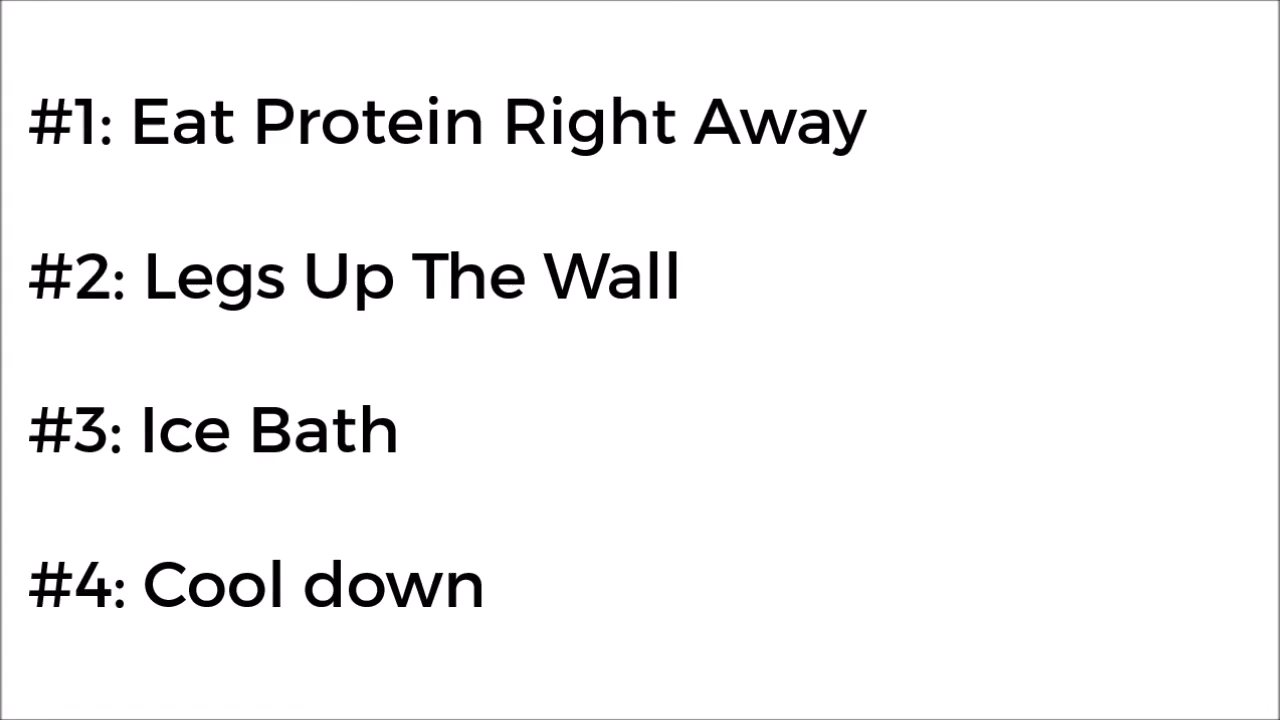 #1: Eat Protein Right Away
#2: Legs Up The Wall
#3: Ice Bath
#4: Cool down